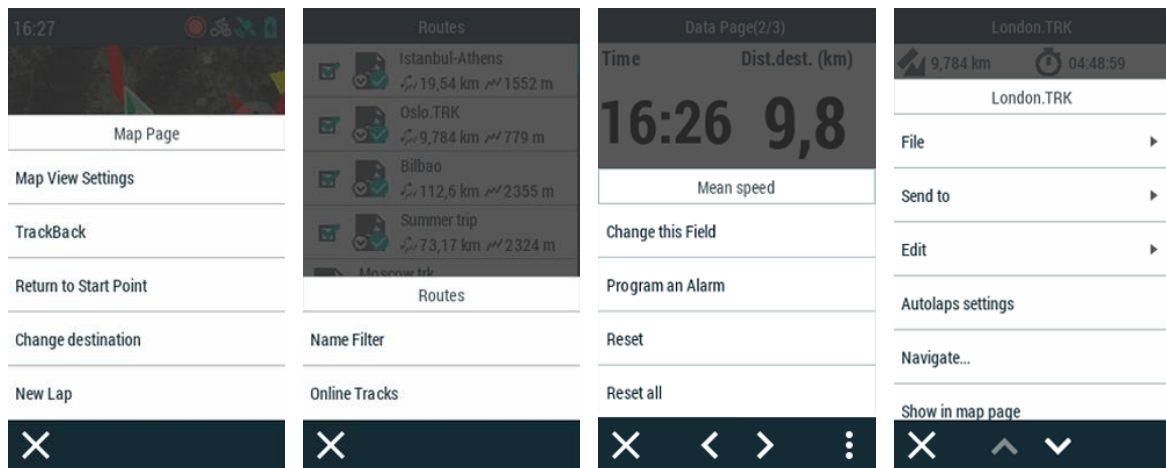 16:27
Map Page
Map View Settings
TrackBack
Return to Start Point
Change destination
New Lap
Routes
Istanbul-Athens
19,54 km 1552 m
Oslo.TRK
9,784 km 779 m
Bilbao
112,6 km 2355 m
Summer trip
73,17 km 2324 m
Moscow.trk
Routes
Name Filter
Online Tracks
Data Page(2/3)
Time Dist.dest. (km)
16:26 9,8
Mean speed
Change this Field
Program an Alarm
Reset
Reset all
London.TRK
9,784 km 04:48:59
London.TRK
File
Send to
Edit
Autolaps settings
Navigate...
Show in map page